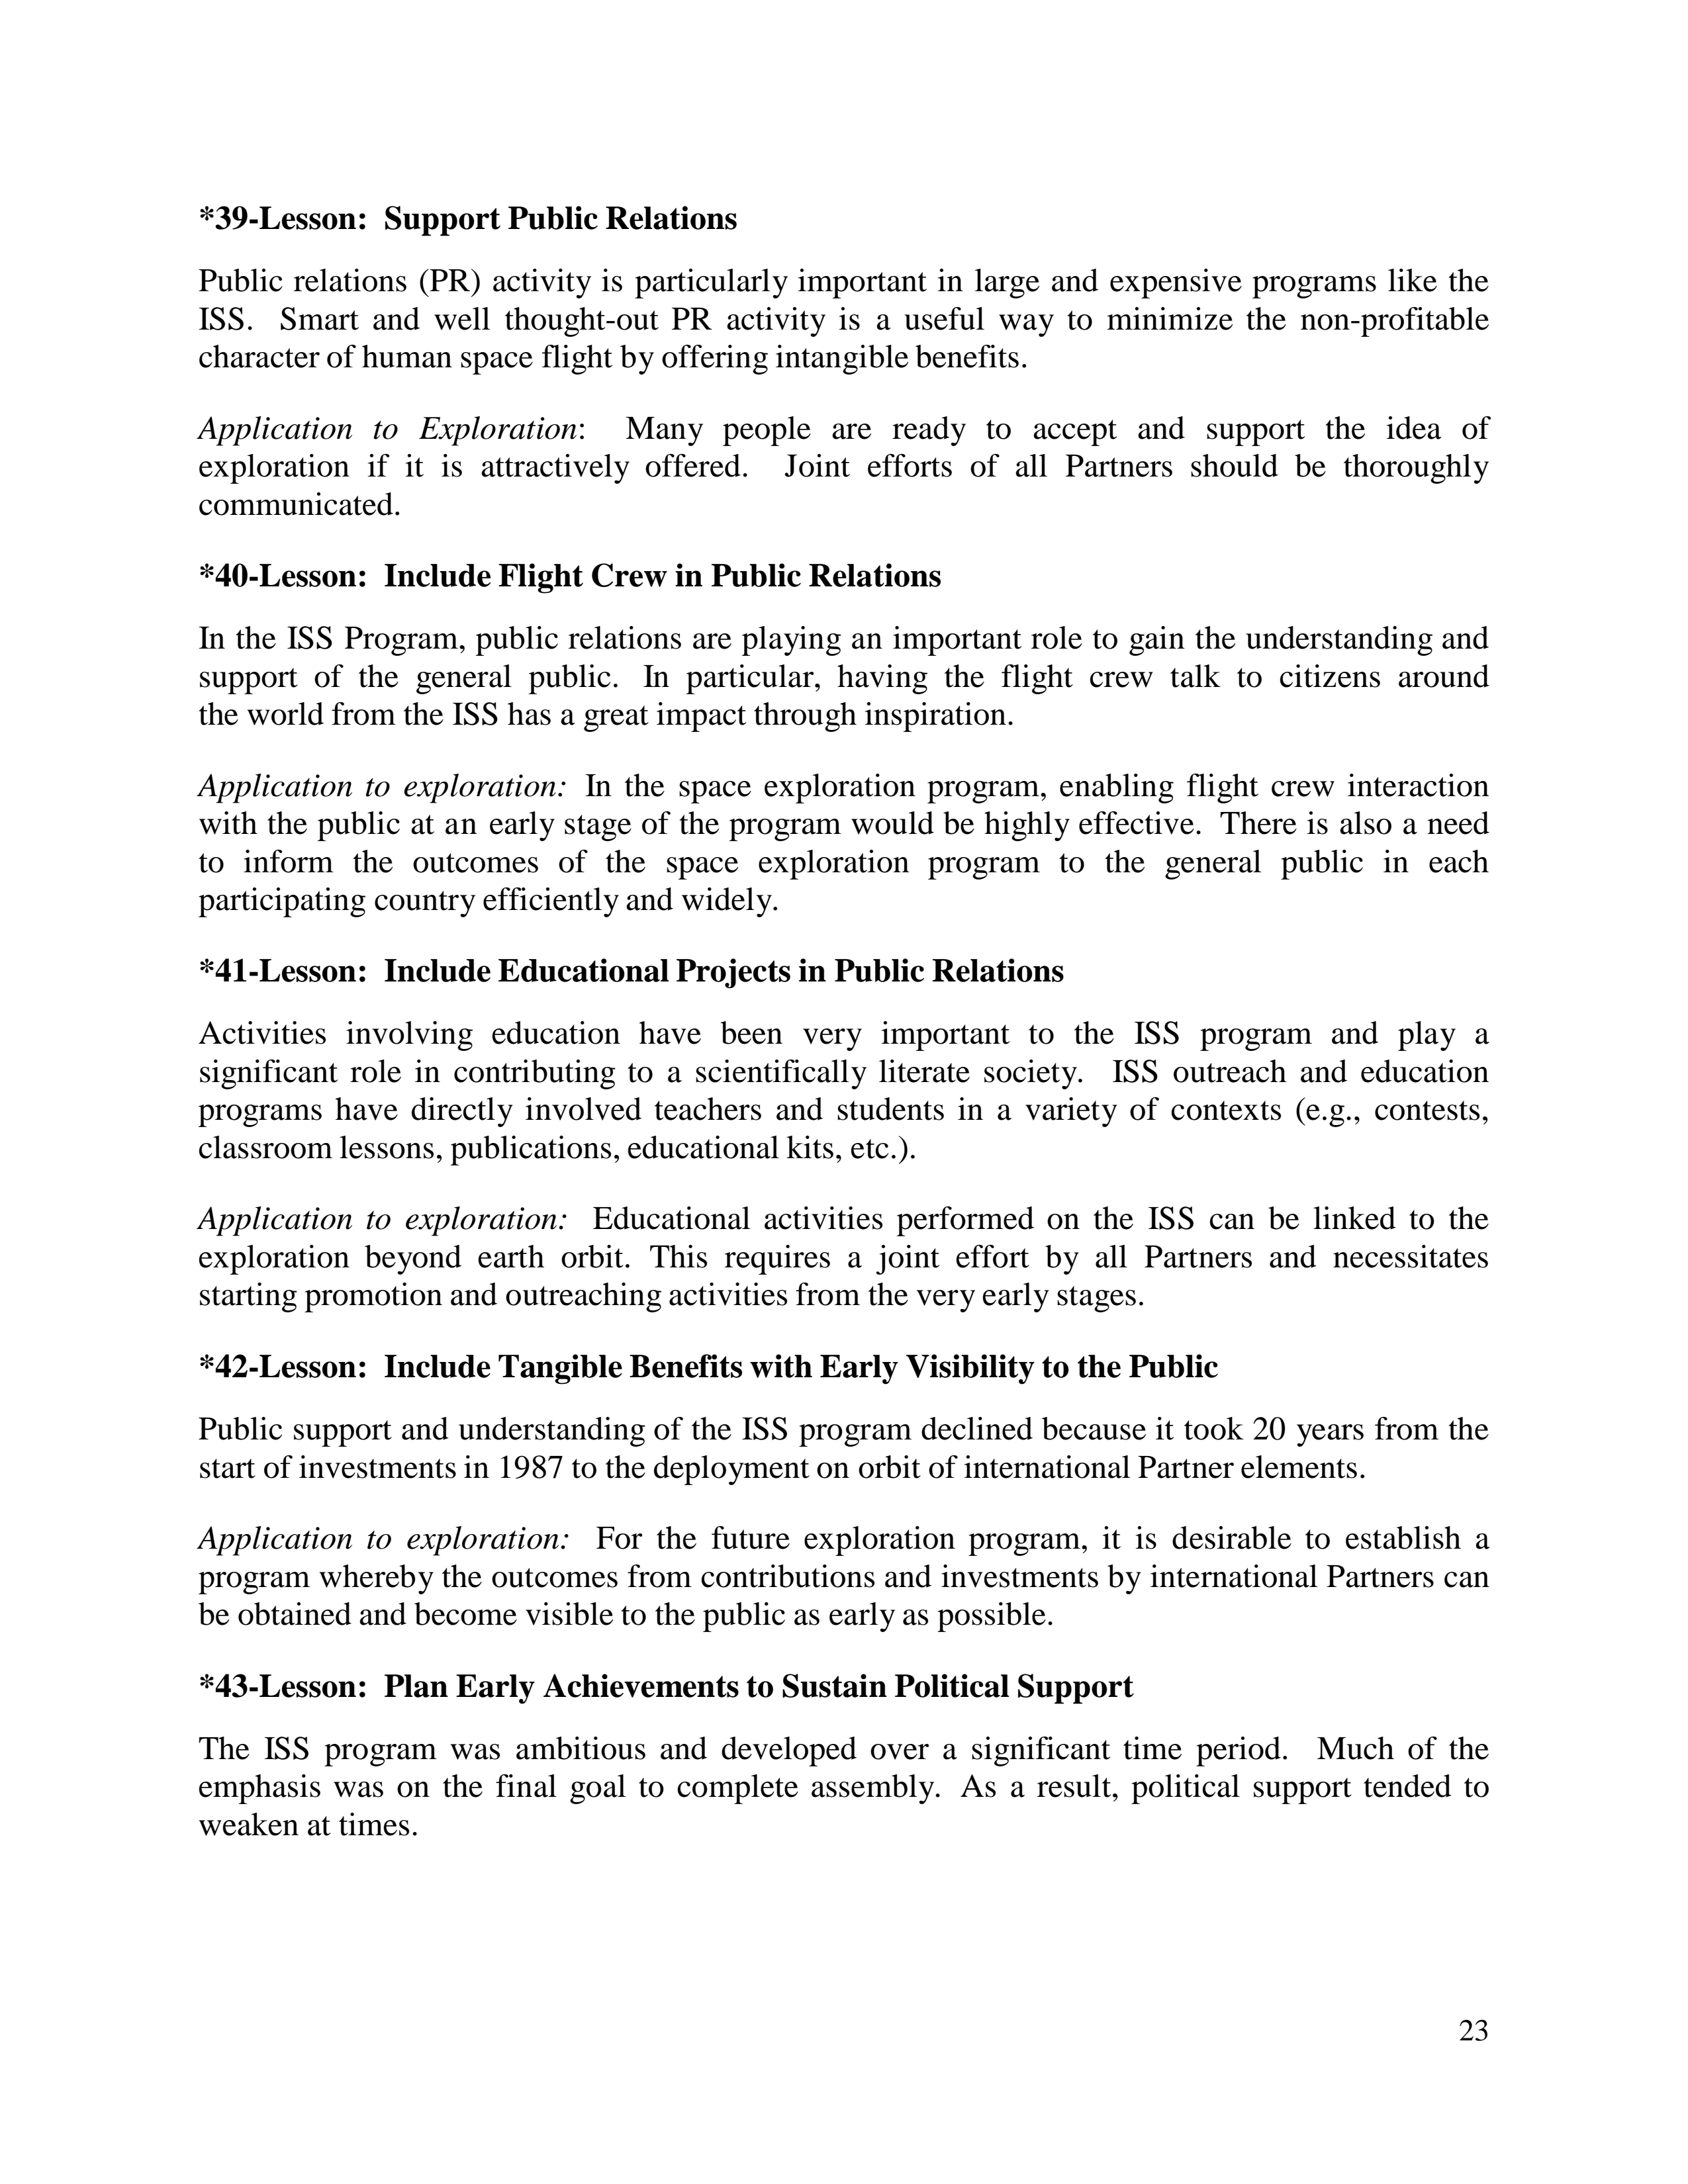 *39-Lesson: Support Public Relations
Public relations (PR) activity is particularly important in large and expensive programs like the
ISS. Smart and well thought-out PR activity is a useful way to minimize the non-profitable
character of human space flight by offering intangible benefits.
Application to Exploration: Many people are ready to accept and support the idea of
exploration if it is attractively offered. Joint efforts of all Partners should be thoroughly
communicated.
*40-Lesson: Include Flight Crew in Public Relations
In the ISS Program, public relations are playing an important role to gain the understanding and
support of the general public. In particular, having the flight crew talk to citizens around
the world from the ISS has a great impact through inspiration.
Application to exploration: In the space exploration program, enabling flight crew interaction
with the public at an early stage of the program would be highly effective. There is also a need
to inform the outcomes of the space exploration program to the general public in each
participating country efficiently and widely.
*41-Lesson: Include Educational Projects in Public Relations
Activities involving education have been very important to the ISS program and play a
significant role in contributing to a scientifically literate society. ISS outreach and education
programs have directly involved teachers and students in a variety of contexts (e.g., contests,
classroom lessons, publications, educational kits, etc.).
Application to exploration: Educational activities performed on the ISS can be linked to the
exploration beyond earth orbit. This requires a joint effort by all Partners and necessitates
starting promotion and outreaching activities from the very early stages.
*42-Lesson: Include Tangible Benefits with Early Visibility to the Public
Public support and understanding of the ISS program declined because it took 20 years from the
start of investments in 1987 to the deployment on orbit of international Partner elements.
Application to exploration: For the future exploration program, it is desirable to establish a
program whereby the outcomes from contributions and investments by international Partners can
be obtained and become visible to the public as early as possible.
*43-Lesson: Plan Early Achievements to Sustain Political Support
The ISS program was ambitious and developed over a significant time period. Much of the
emphasis was on the final goal to complete assembly. As a result, political support tended to
weaken at times.
23